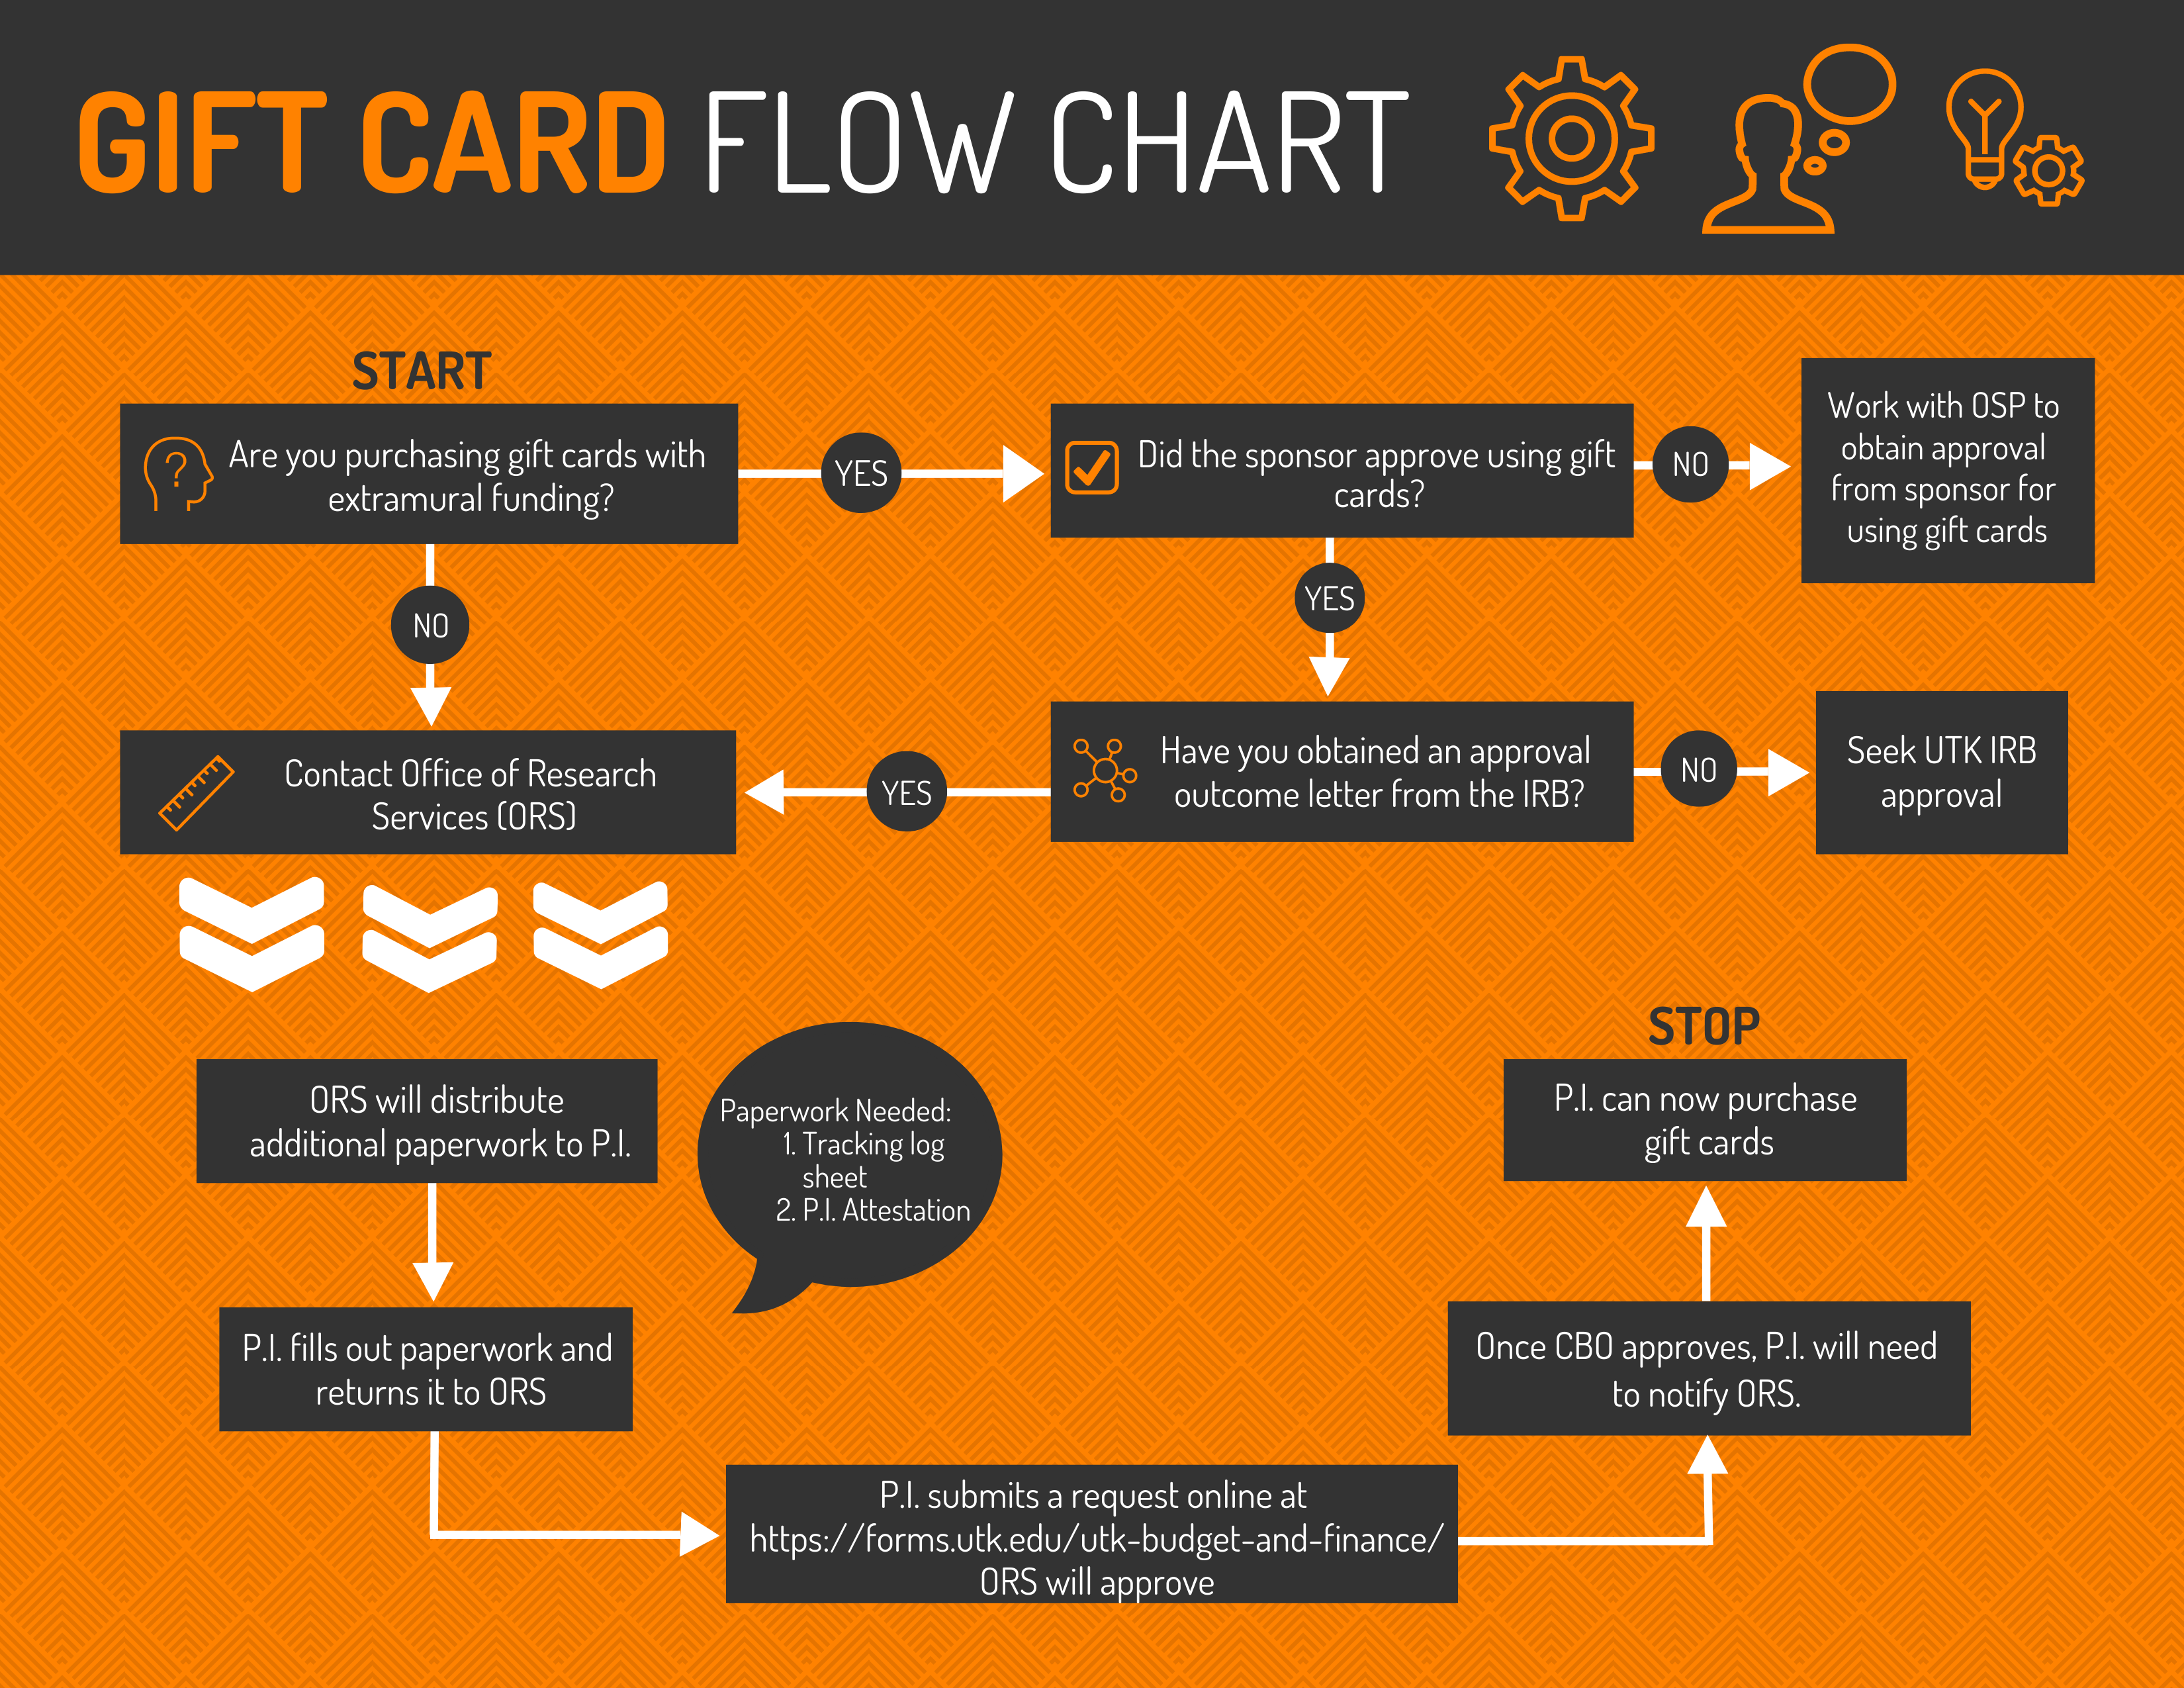 GIFT CARD FLOW CHART
START
Are you purchasing gift cards with
extramural funding?
YES
Did the sponsor approve using gift
cards?
NO
Work with OSP to
obtain approval
from sponsor for
using gift cards
NO
YES
Contact Office of Research
Services (ORS)
YES
Have you obtained an approval
outcome letter from the IRB?
NO
Seek UTK IRB
approval
ORS will distribute
additional paperwork to P.I.
Paperwork Needed:
1. Tracking log
sheet
2. P.I. Attestation
P.I. fills out paperwork and
returns it to ORS
P.I. submits a request online at
https://forms.utk.edu/utk-budget-and-finance/
ORS will approve
Once CBO approves, P.I. will need
to notify ORS.
STOP
P.I. can now purchase
gift cards